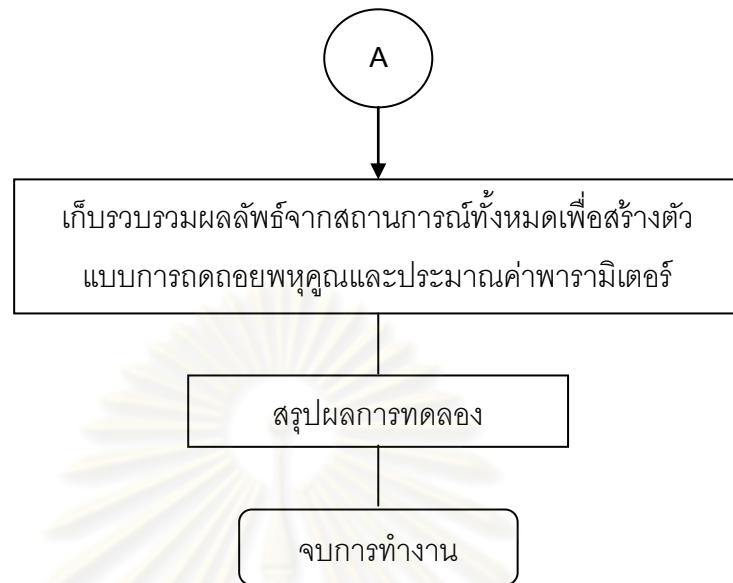 A
เก็บรวบรวมผลลัพธ์จากสถานการณ์ทั้งหมดเพื่อสร้างตัว
แบบการถดถอยพหุคูณและประมาณค่าพารามิเตอร์
สรุปผลการทดลอง
จบการทำงาน